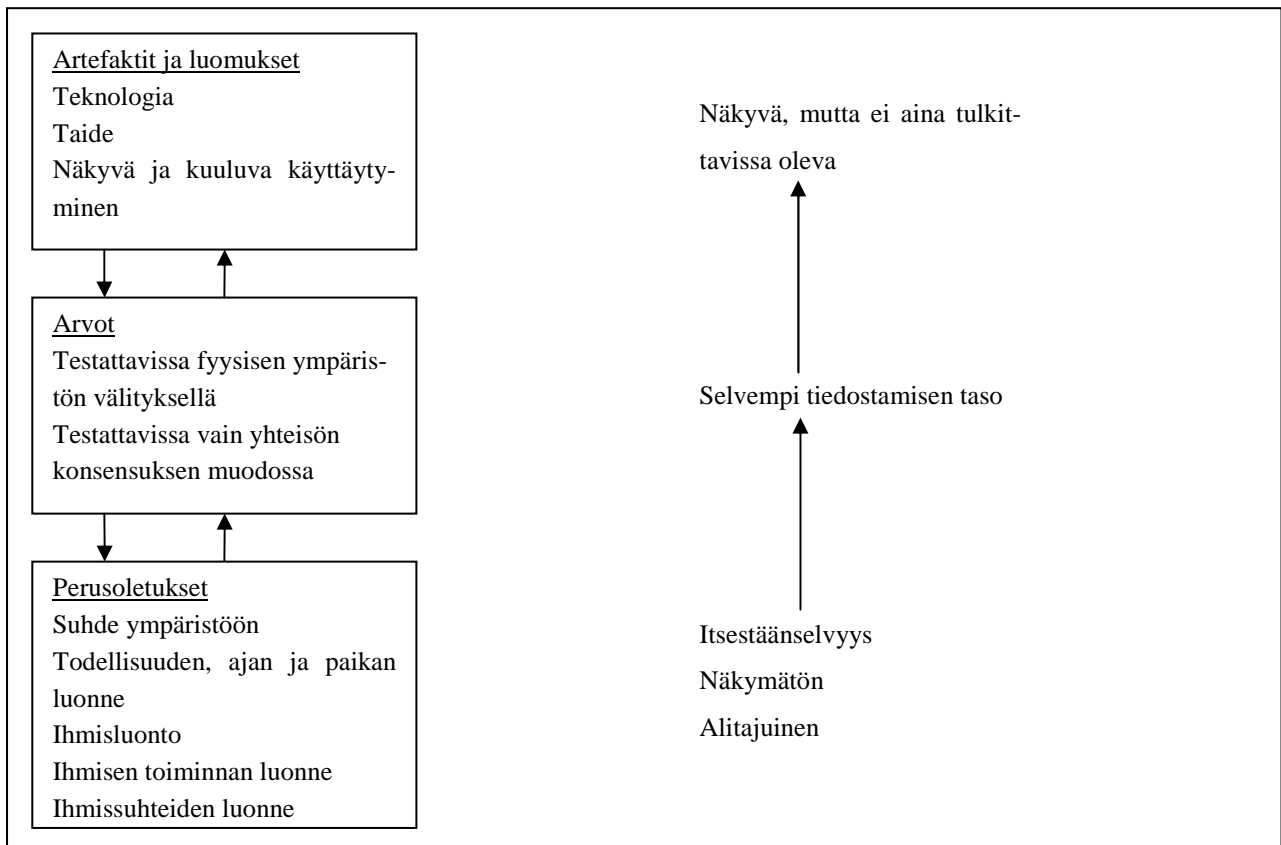 Artefaktit ja luomukset
Teknologia
Taide
Näkyvä ja kuuluva käyttäyty-
minen
Näkyvä, mutta ei aina tulkit-
tavissa oleva
Arvot
Testattavissa fyysisen ympäris-
tön välityksellä
Testattavissa vain yhteisön
konsensuksen muodossa
Selvempi tiedostamisen taso
Perusoletukset
Suhde ympäristöön
Todellisuuden, ajan ja paikan
luonne
Ihmisluonto
Ihmisen toiminnan luonne
Ihmissuhteiden luonne
Itsestäänselvyys
Näkymätön
Alitajuinen